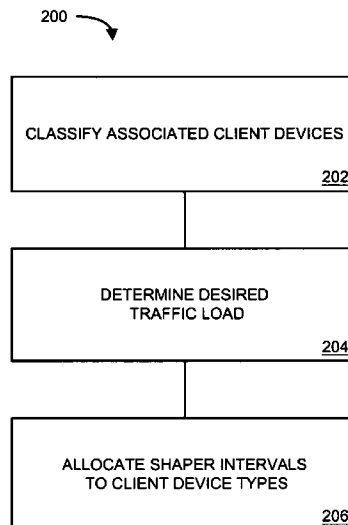 200
CLASSIFY ASSOCIATED CLIENT DEVICES
202
DETERMINE DESIRED
TRAFFIC LOAD
204
ALLOCATE SHAPER INTERVALS
TO CLIENT DEVICE TYPES
206